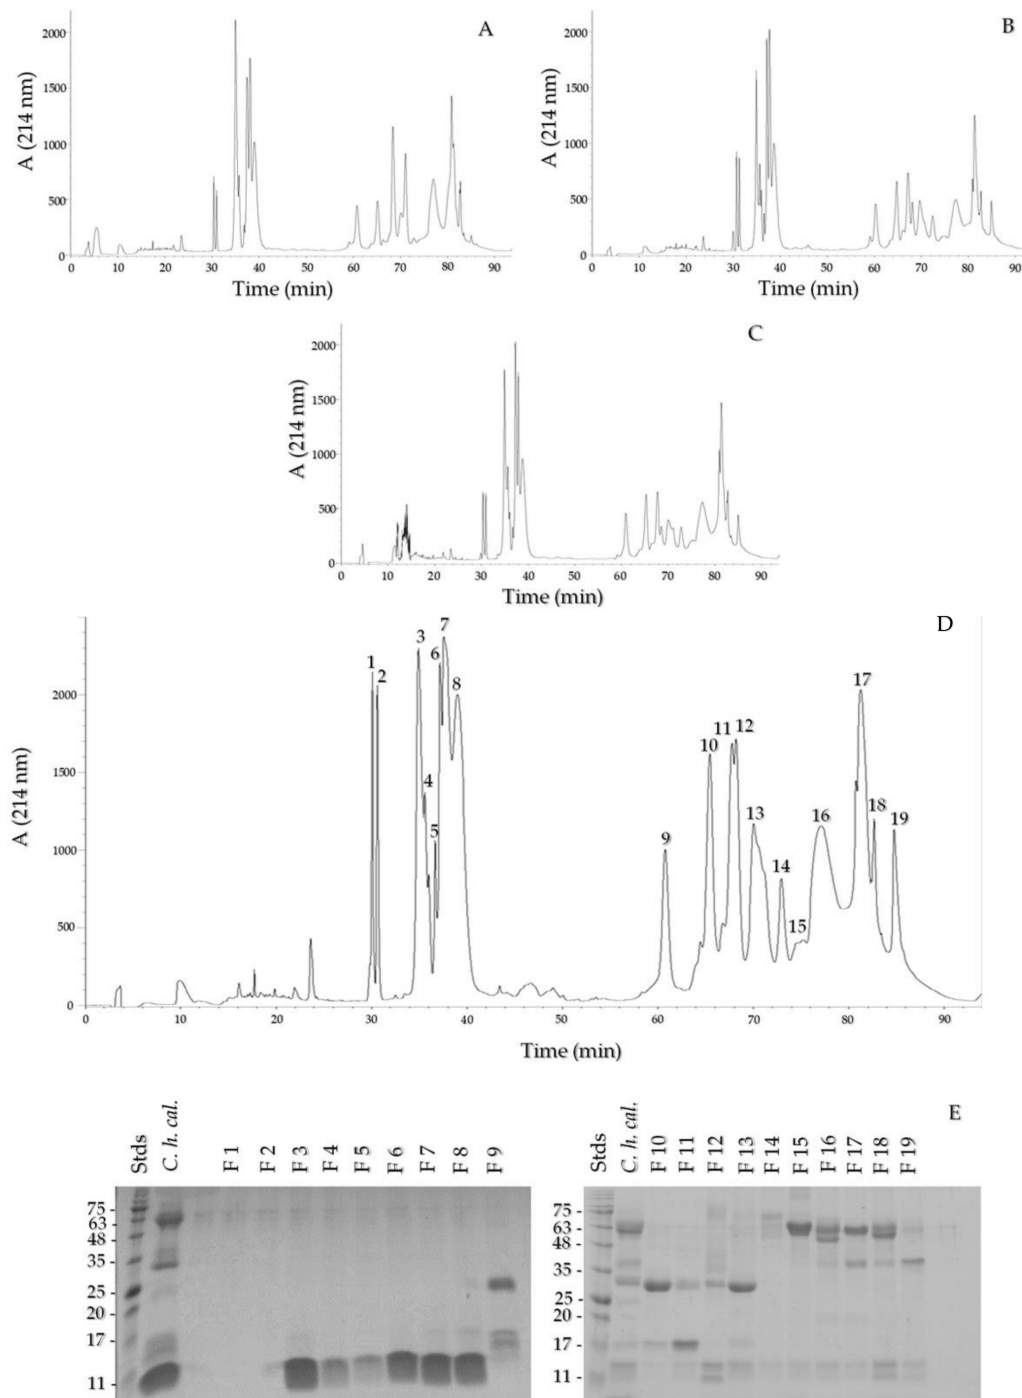 A
A (214 nm)
2000
1500
1000
500
0
0 10 20 30 40 50 60 70 80 90
Time (min)
B
A (214 nm)
2000
1500
1000
500
0
0 10 20 30 40 50 60 70 80 90
Time (min)
C
A (214 nm)
2000
1500
1000
500
0
0 10 20 30 40 50 60 70 80 90
Time (min)
D
A (214 nm)
2000
1500
1000
500
0
1 2 3 4 5 6 7 8 9 10 11 12 13 14 15 16 17 18 19
0 10 20 30 40 50 60 70 80 90
Time (min)
E
Stds C. h. cal. F 1 F 2 F 3 F 4 F 5 F 6 F 7 F 8 F 9
75 -
63 -
48 -
35 -
25 -
20 -
17 -
11 -
Stds C. h. cal. F 10 F 11 F 12 F 13 F 14 F 15 F 16 F 17 F 18 F 19
75 -
63 -
48 -
35 -
25 -
20 -
17 -
11 -